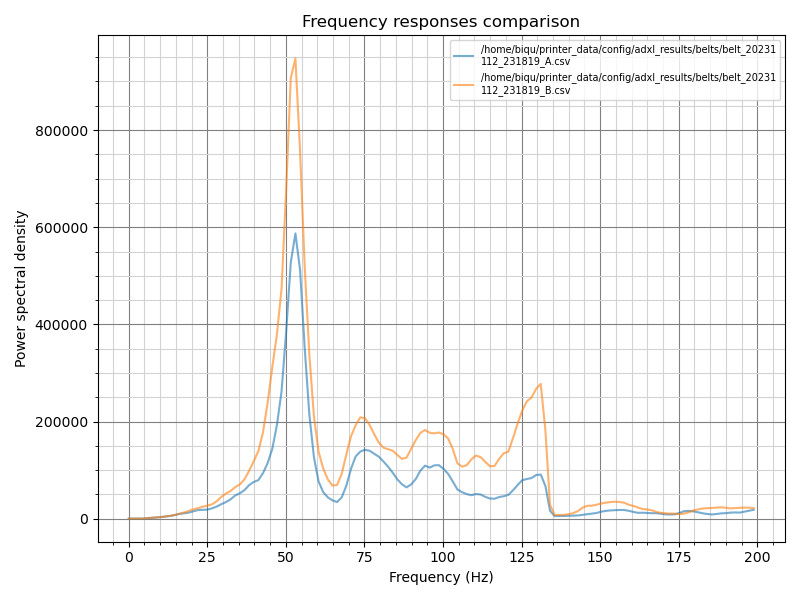 Frequency responses comparison
/home/biqu/printer_data/config/adxl_results/belts/belt_20231
112_231819_A.csv
/home/biqu/printer_data/config/adxl_results/belts/belt_20231
112_231819_B.csv
800000
600000
400000
200000
0
Power spectral density
0 25 50 75 100 125 150 175 200
Frequency (Hz)